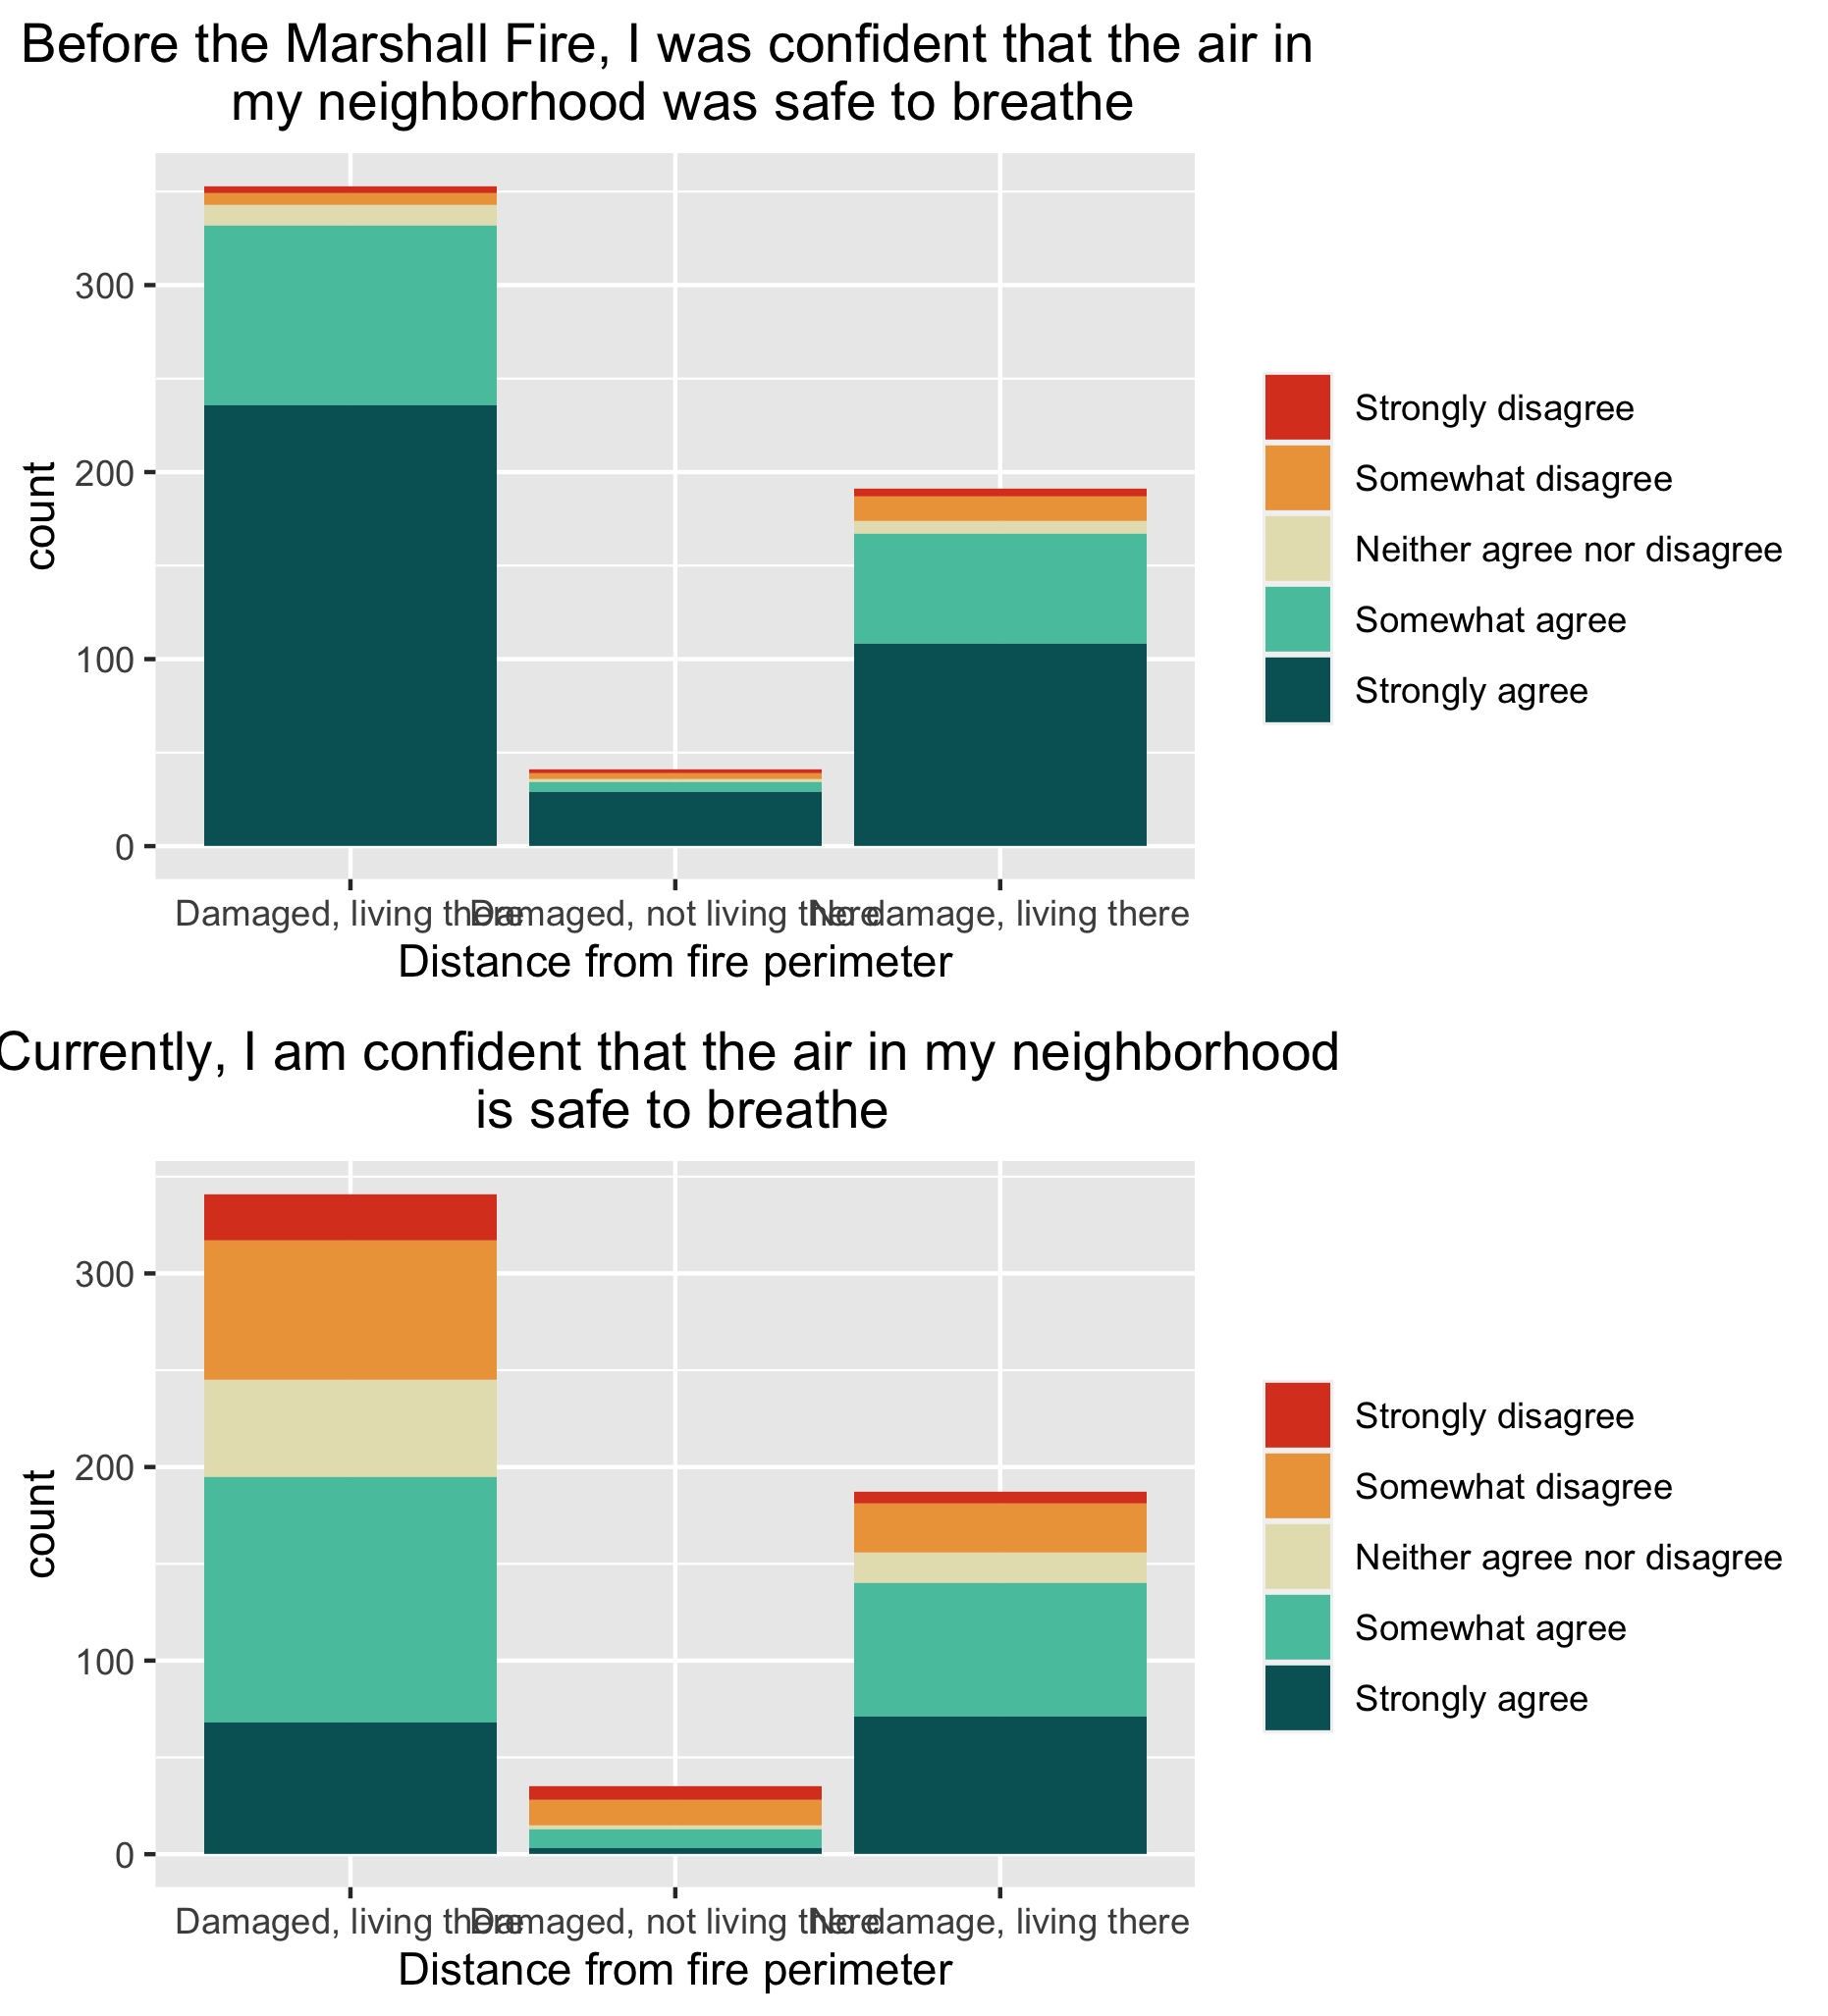 Before the Marshall Fire, I was confident that the air in
my neighborhood was safe to breathe
count
300
200
100
0
Damaged, living there Damaged, not living there No damage, living there
Distance from fire perimeter
Strongly disagree
Somewhat disagree
Neither agree nor disagree
Somewhat agree
Strongly agree
Currently, I am confident that the air in my neighborhood
is safe to breathe
count
300
200
100
0
Damaged, living there Damaged, not living there No damage, living there
Distance from fire perimeter
Strongly disagree
Somewhat disagree
Neither agree nor disagree
Somewhat agree
Strongly agree